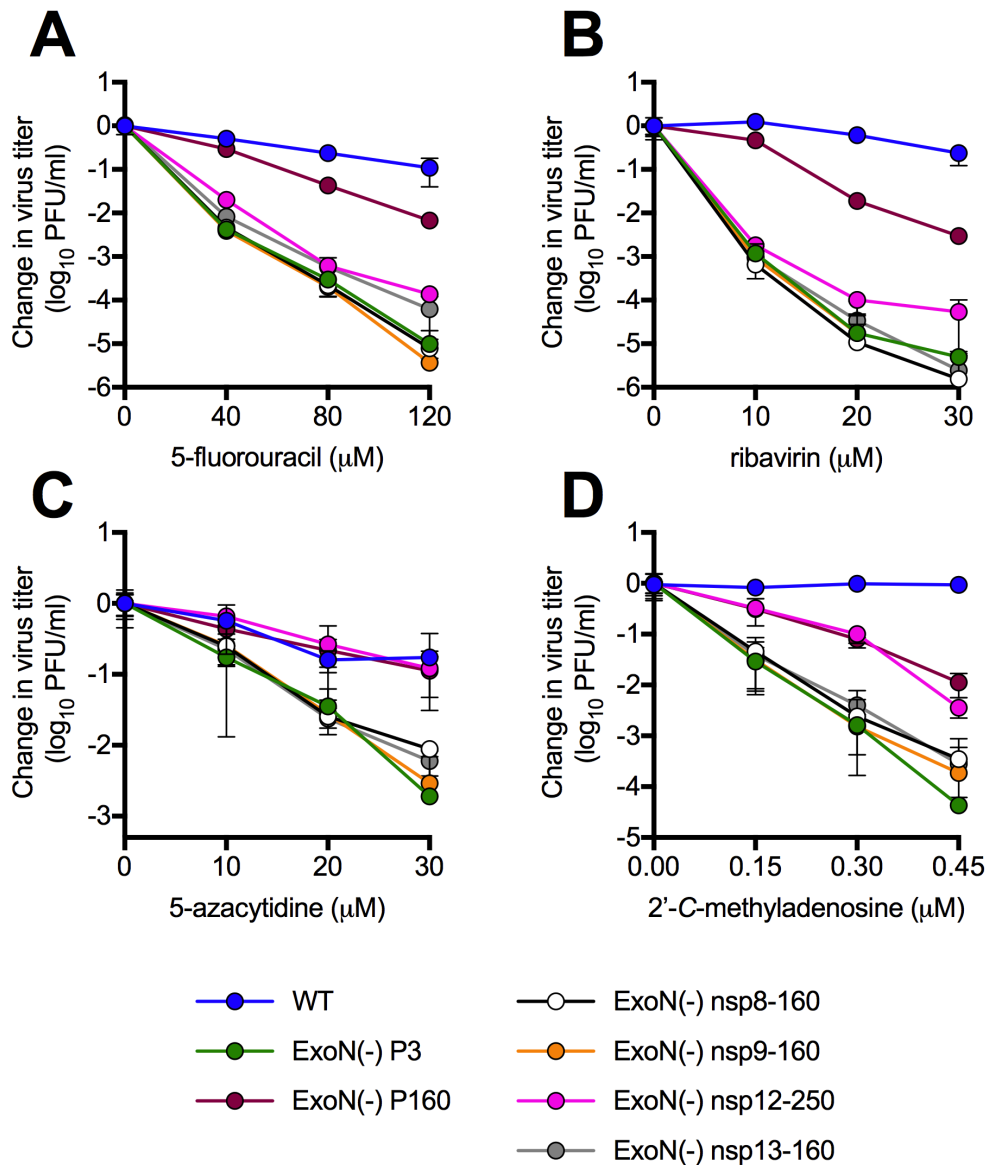 A
Change in virus titer
(log10 PFU/ml)
1
0
-1
-2
-3
-4
-5
-6
0
40
80
120
5-fluorouracil (μM)
B
Change in virus titer
(log10 PFU/ml)
1
0
-1
-2
-3
-4
-5
-6
0
10
20
30
ribavirin (μM)
C
Change in virus titer
(log10 PFU/ml)
1
0
-1
-2
-3
0
10
20
30
5-azacytidine (μM)
D
Change in virus titer
(log10 PFU/ml)
1
0
-1
-2
-3
-4
-5
0.00
0.15
0.30
0.45
2'-C-methyladenosine (μM)
WT
ExoN(-) P3
ExoN(-) P160
ExoN(-) nsp8-160
ExoN(-) nsp9-160
ExoN(-) nsp12-250
ExoN(-) nsp13-160